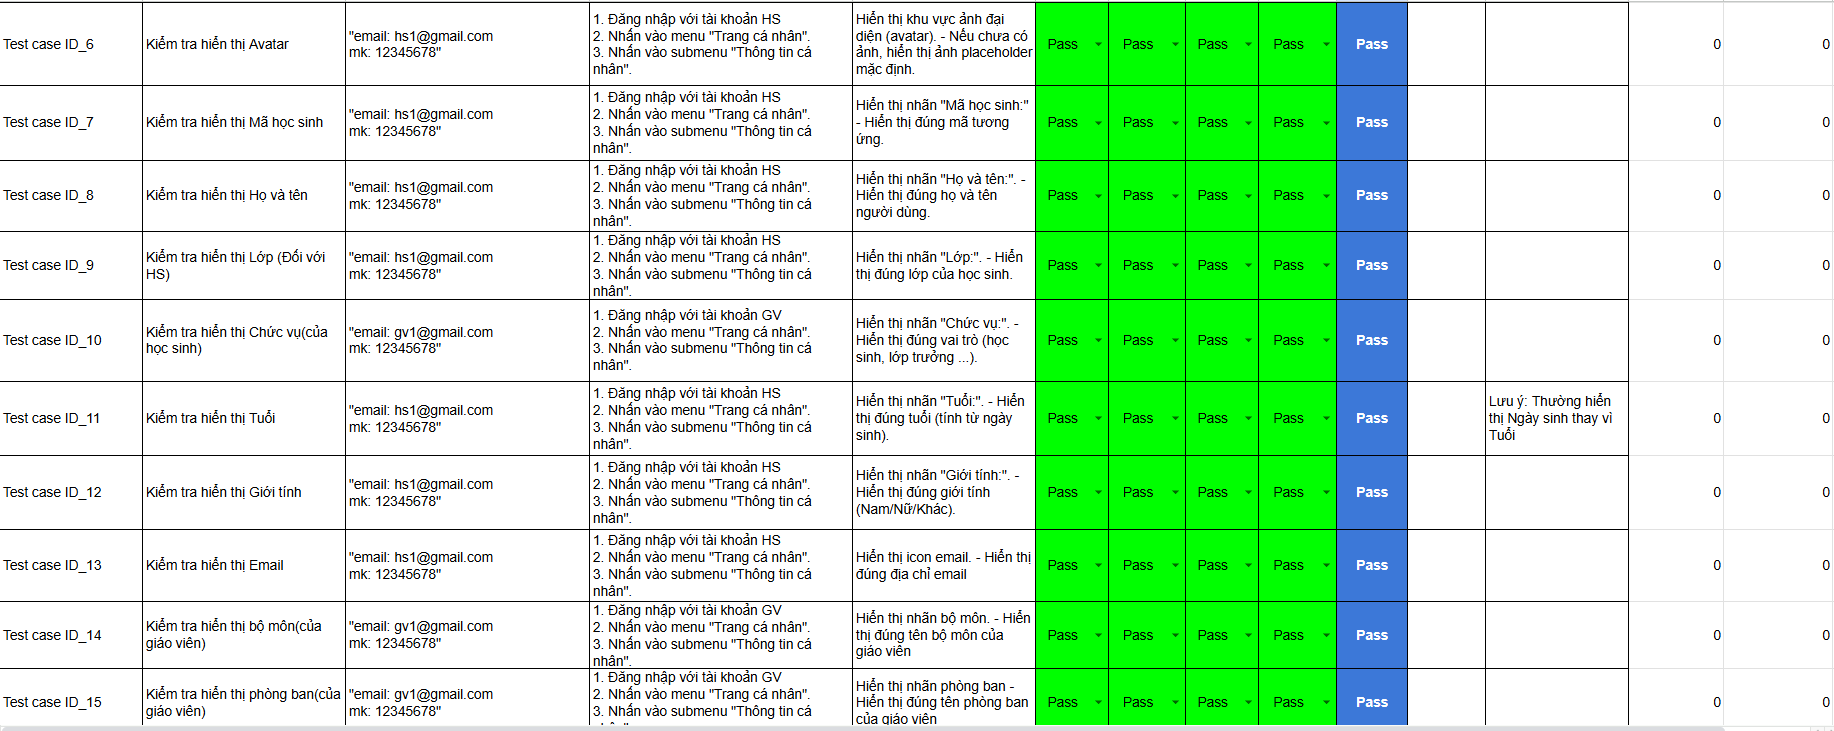 Test case ID_6
Kiểm tra hiển thị Avatar
"email: hs1@gmail.com
mk: 12345678"
1. Đăng nhập với tài khoản HS
2. Nhấn vào menu "Trang cá nhân".
3. Nhấn vào submenu "Thông tin cá
nhân".
Hiển thị khu vực ảnh đại
diện (avatar). - Nếu chưa có
ảnh, hiển thị ảnh placeholder
mặc định.
Pass
Pass
Pass
Pass
Pass
0
0
Test case ID_7
Kiểm tra hiển thị Mã học sinh
"email: hs1@gmail.com
mk: 12345678"
1. Đăng nhập với tài khoản HS
2. Nhấn vào menu "Trang cá nhân".
3. Nhấn vào submenu "Thông tin cá
nhân".
Hiển thị nhãn "Mã học sinh:"
- Hiển thị đúng mã tương
ứng.
Pass
Pass
Pass
Pass
Pass
0
0
Test case ID_8
Kiểm tra hiển thị Họ và tên
"email: hs1@gmail.com
mk: 12345678"
1. Đăng nhập với tài khoản HS
2. Nhấn vào menu "Trang cá nhân".
3. Nhấn vào submenu "Thông tin cá
nhân".
Hiển thị nhãn "Họ và tên:". -
Hiển thị đúng họ và tên
người dùng.
Pass
Pass
Pass
Pass
Pass
0
0
Test case ID_9
Kiểm tra hiển thị Lớp (Đối với
HS)
"email: hs1@gmail.com
mk: 12345678"
1. Đăng nhập với tài khoản HS
2. Nhấn vào menu "Trang cá nhân".
3. Nhấn vào submenu "Thông tin cá
nhân".
Hiển thị nhãn "Lớp:". - Hiển
thị đúng lớp của học sinh.
Pass
Pass
Pass
Pass
Pass
0
0
Test case ID_10
Kiểm tra hiển thị Chức vụ(của
học sinh)
"email: gv1@gmail.com
mk: 12345678"
1. Đăng nhập với tài khoản GV
2. Nhấn vào menu "Trang cá nhân".
3. Nhấn vào submenu "Thông tin cá
nhân".
Hiển thị nhãn "Chức vụ:". -
Hiển thị đúng vai trò (học
sinh, lớp trưởng ...).
Pass
Pass
Pass
Pass
Pass
0
0
Test case ID_11
Kiểm tra hiển thị Tuổi
"email: hs1@gmail.com
mk: 12345678"
1. Đăng nhập với tài khoản HS
2. Nhấn vào menu "Trang cá nhân".
3. Nhấn vào submenu "Thông tin cá
nhân".
Hiển thị nhãn "Tuổi:". - Hiển
thị đúng tuổi (tính từ ngày
sinh).
Pass
Pass
Pass
Pass
Pass
Lưu ý: Thường hiển
thị Ngày sinh thay vì
Tuổi
0
0
Test case ID_12
Kiểm tra hiển thị Giới tính
"email: hs1@gmail.com
mk: 12345678"
1. Đăng nhập với tài khoản HS
2. Nhấn vào menu "Trang cá nhân".
3. Nhấn vào submenu "Thông tin cá
nhân".
Hiển thị nhãn "Giới tính:". -
Hiển thị đúng giới tính
(Nam/Nữ/Khác).
Pass
Pass
Pass
Pass
Pass
0
0
Test case ID_13
Kiểm tra hiển thị Email
"email: hs1@gmail.com
mk: 12345678"
1. Đăng nhập với tài khoản HS
2. Nhấn vào menu "Trang cá nhân".
3. Nhấn vào submenu "Thông tin cá
nhân".
Hiển thị icon email. - Hiển thị
đúng địa chỉ email
Pass
Pass
Pass
Pass
Pass
0
0
Test case ID_14
Kiểm tra hiển thị bộ môn(của
giáo viên)
"email: gv1@gmail.com
mk: 12345678"
1. Đăng nhập với tài khoản GV
2. Nhấn vào menu "Trang cá nhân".
3. Nhấn vào submenu "Thông tin cá
nhân".
Hiển thị nhãn bộ môn. - Hiển
thị đúng tên bộ môn của
giáo viên
Pass
Pass
Pass
Pass
Pass
0
0
Test case ID_15
Kiểm tra hiển thị phòng ban(của
giáo viên)
"email: gv1@gmail.com
mk: 12345678"
1. Đăng nhập với tài khoản GV
2. Nhấn vào menu "Trang cá nhân".
3. Nhấn vào submenu "Thông tin cá
Hiển thị nhãn phòng ban -
Hiển thị đúng tên phòng ban
của giáo viên
Pass
Pass
Pass
Pass
Pass
0
0